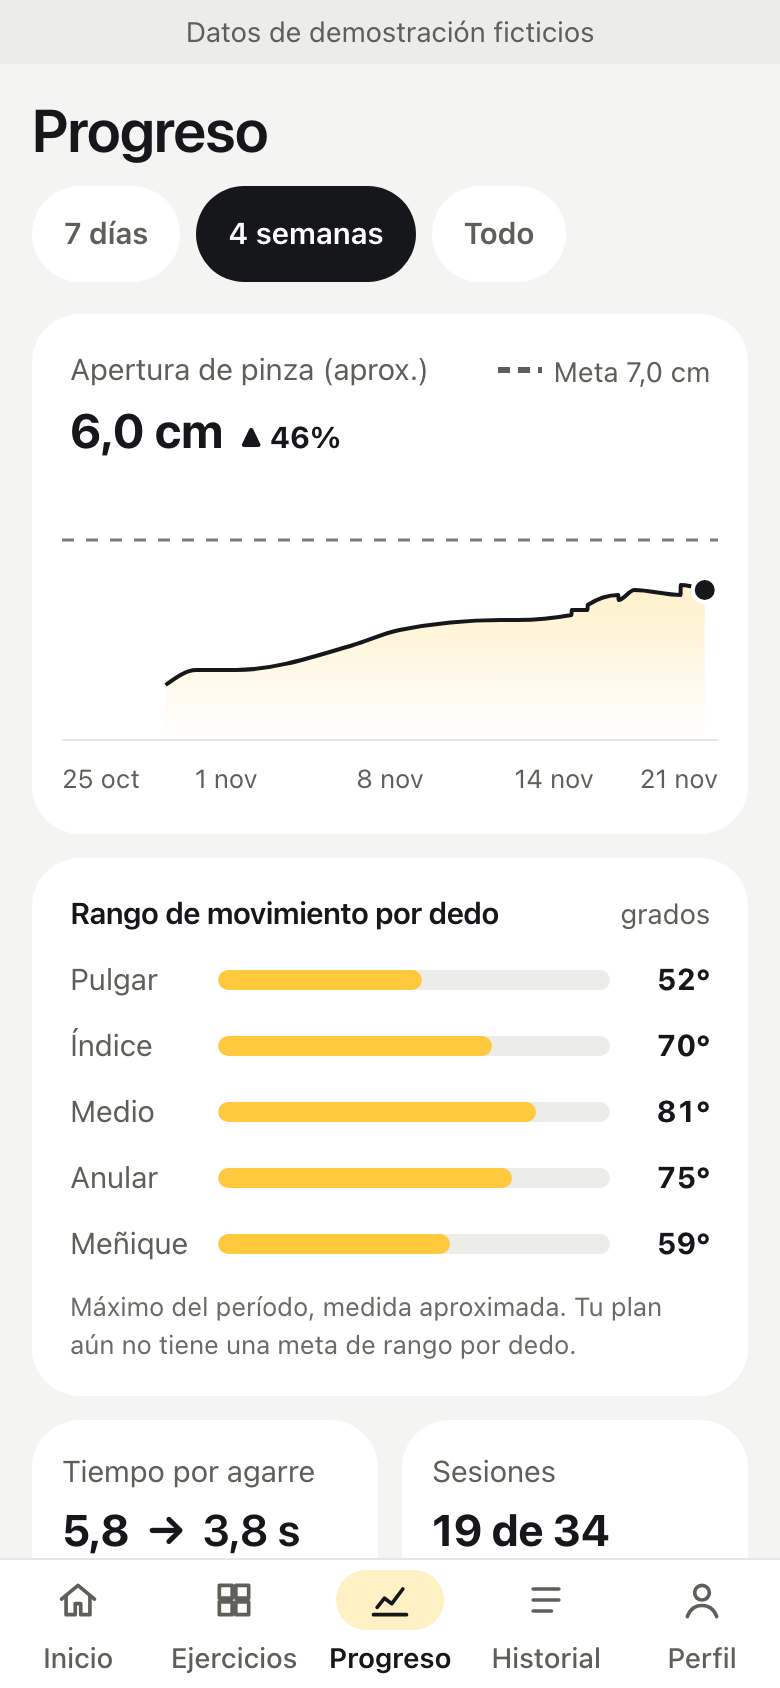 Datos de demostración ficticios
Progreso
7 días
4 semanas
Todo
Apertura de pinza (aprox.)
Meta 7,0 cm
6,0 cm ▲ 46%
25 oct 1 nov 8 nov 14 nov 21 nov
Rango de movimiento por dedo
grados
Pulgar 52°
Índice 70°
Medio 81°
Anular 75°
Meñique 59°
Máximo del período, medida aproximada. Tu plan
aún no tiene una meta de rango por dedo.
Tiempo por agarre
5,8 → 3,8 s
Sesiones
19 de 34
Inicio
Ejercicios
Progreso
Historial
Perfil